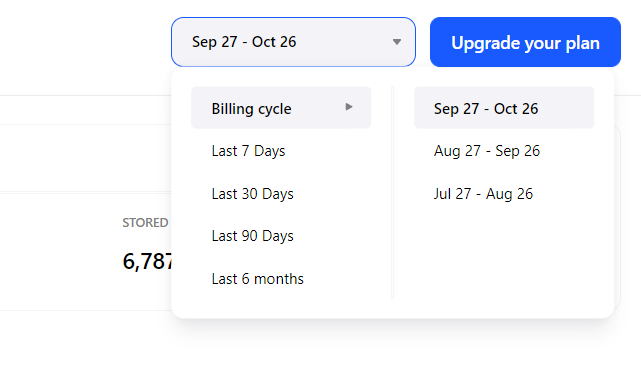 Sep 27 - Oct 26
Upgrade your plan
Billing cycle
Last 7 Days
Last 30 Days
Last 90 Days
Last 6 months
Sep 27 - Oct 26
Aug 27 - Sep 26
Jul 27 - Aug 26
STORED
6,787